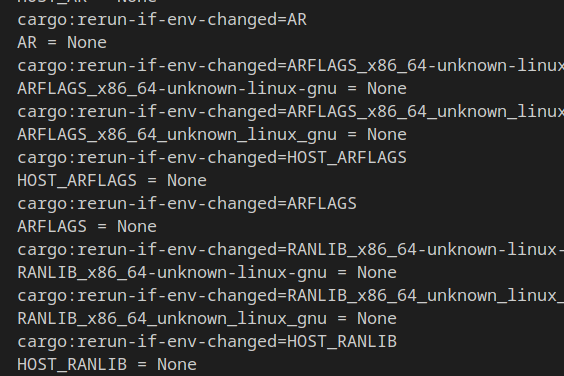 HOST_AR = None
cargo:rerun-if-env-changed=AR
AR = None
cargo:rerun-if-env-changed=ARFLAGS_x86_64-unknown-linux
ARFLAGS_x86_64-unknown-linux-gnu = None
cargo:rerun-if-env-changed=ARFLAGS_x86_64_unknown_linux
ARFLAGS_x86_64_unknown_linux_gnu = None
cargo:rerun-if-env-changed=HOST_ARFLAGS
HOST_ARFLAGS = None
cargo:rerun-if-env-changed=ARFLAGS
ARFLAGS = None
cargo:rerun-if-env-changed=RANLIB_x86_64-unknown-linux-
RANLIB_x86_64-unknown-linux-gnu = None
cargo:rerun-if-env-changed=RANLIB_x86_64_unknown_linux_
RANLIB_x86_64_unknown_linux_gnu = None
cargo:rerun-if-env-changed=HOST_RANLIB
HOST_RANLIB = None